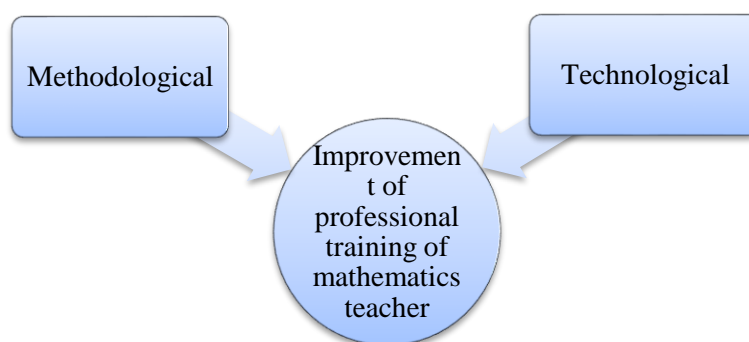 Methodological
Technological
Improvemen
t of
professional
training of
mathematics
teacher